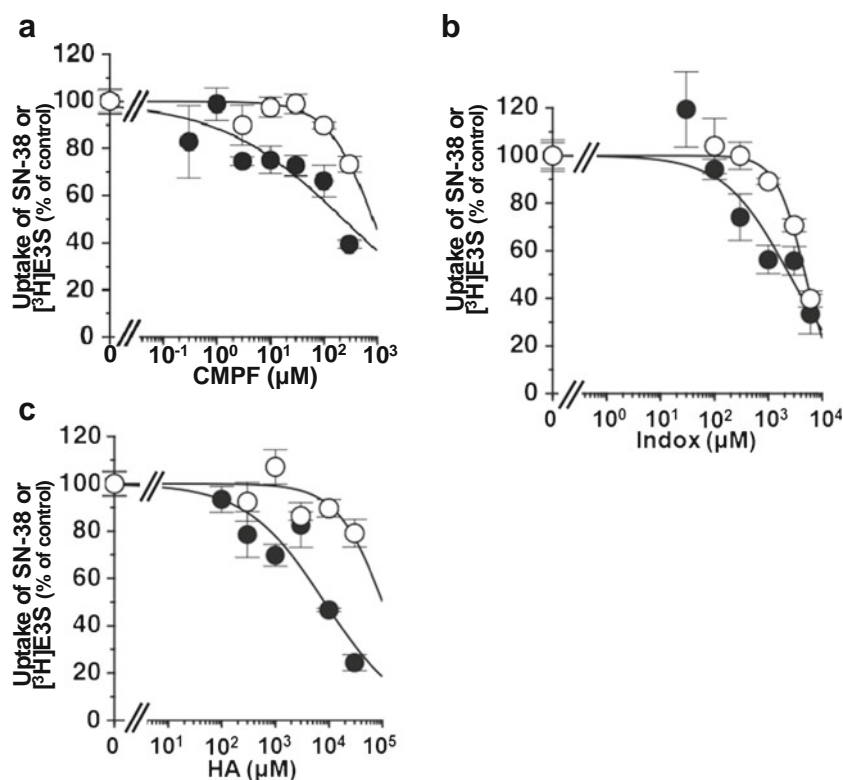 a
Uptake of SN-38 or
[³H]E3S (% of control)
120
100
80
60
40
20
0
0 10⁻¹ 10⁰ 10¹ 10² 10³
CMPF (µM)
b
Uptake of SN-38 or
[³H]E3S (% of control)
120
100
80
60
40
20
0
0 10⁰ 10¹ 10² 10³ 10⁴
Indox (µM)
c
Uptake of SN-38 or
[³H]E3S (% of control)
120
100
80
60
40
20
0
0 10¹ 10² 10³ 10⁴ 10⁵
HA (µM)